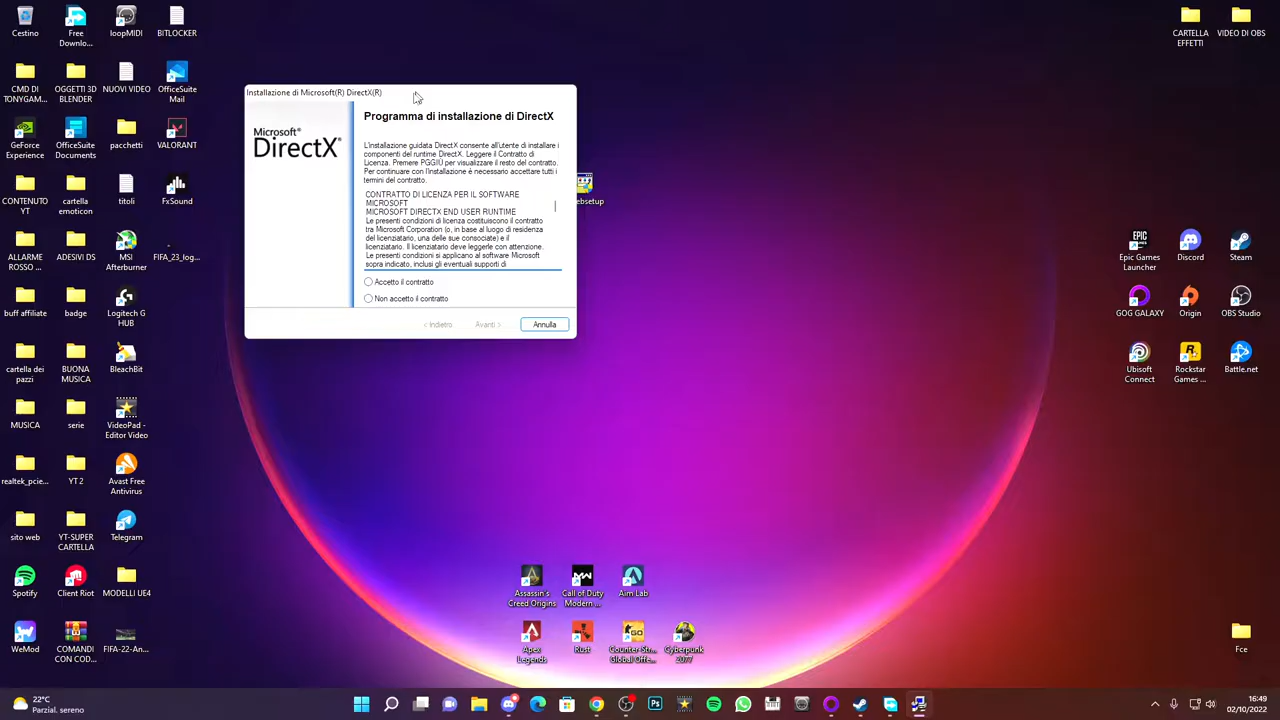 Cestino
Free
Downlo...
loopMIDI
BITLOCKER
CARTELLA
EFFETTI
VIDEO DI OBS
CMD DI
TONYGAM...
OGGETTI 3D
BLENDER
NUOVI VIDEO
OfficeSuite
Mail
Installazione di Microsoft(R) DirectX(R)
Programma di installazione di DirectX
Microsoft®
DirectX®
L'Installazione guidata DirectX consente all'utente di installare i
componenti del runtime DirectX. Leggere il Contratto di
Licenza. Premere PGGIÙ per visualizzare il resto del contratto.
Per continuare con l'installazione è necessario accettare tutti i
termini del contratto.
CONTRATTO DI LICENZA PER IL SOFTWARE
MICROSOFT
MICROSOFT DIRECTX END USER RUNTIME
Le presenti condizioni di licenza costituiscono il contratto
tra Microsoft Corporation (o, in base al luogo di residenza
del licenziatario, una delle sue consociate) e il
licenziatario. Il licenziatario deve leggerle con attenzione.
Le presenti condizioni si applicano al software Microsoft
sopra indicato, inclusi gli eventuali supporti di
Accetto il contratto
Non accetto il contratto
< Indietro
Avanti >
Annulla
GeForce
Experience
OfficeSuite
Documents
pacchetti
VALORANT
CONTENUTO
YT
cartella
emoticon
titoli
FxSound
ebsetup
ALLARME
ROSSO ...
ADESIVI DS
MSI
Afterburner
FIFA_23_log...
Epic Games
Launcher
Discord
Steam
buff affiliate
badge
Logitech G
HUB
GOG GALAXY
Origin
OBS Studio
cartella dei
pazzi
BUONA
MUSICA
BleachBit
Ubisoft
Connect
Rockstar
Games ...
Battle.net
MUSICA
serie
VideoPad -
Editor Video
realtek_pcie...
YT 2
Avast Free
Antivirus
sito web
YT-SUPER
CARTELLA
Telegram
Spotify
Client Riot
MODELLI UE4
Assassin's
Creed Origins
Call of Duty
Modern ...
Aim Lab
WeMod
COMANDI
CON COD...
FIFA-22-An...
Apex
Legends
Rust
Counter-Str...
Global Offe...
Cyberpunk
2077
Fce
22°C
Parzial. sereno
16:49
02/10/2022